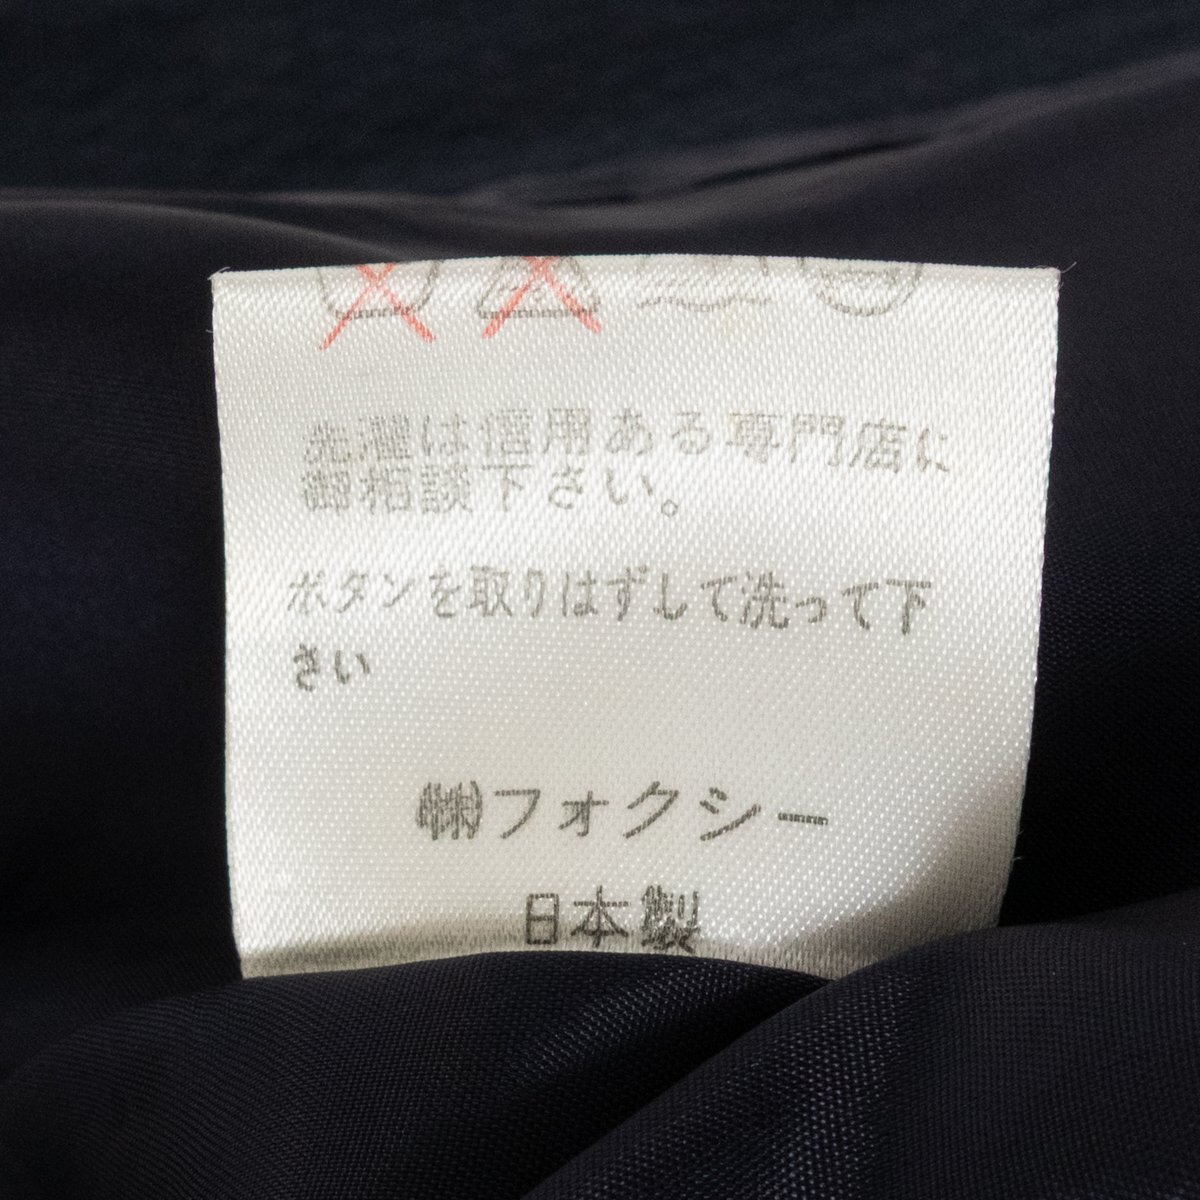 洗濯は信用ある専門店に
御相談下さい。
ボタンを取りはずして洗って下
さい
㈱フォクシー
日本製